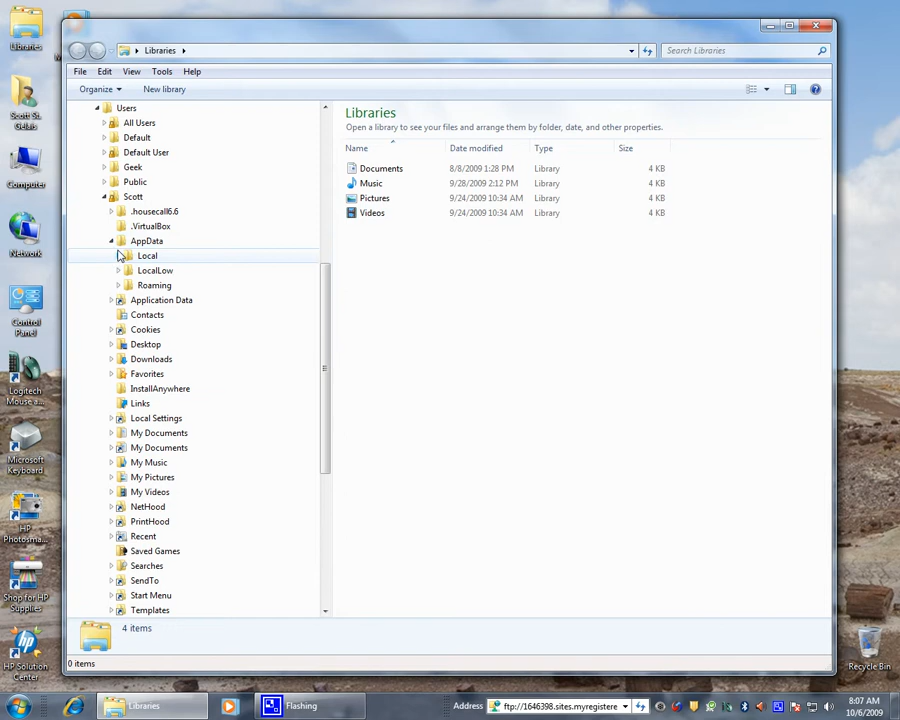 Libraries
Scott St. Gelais
Computer
Network
Control Panel
Logitech Mouse a...
Microsoft Keyboard
HP Photosma...
Shop for HP Supplies
HP Solution Center
Libraries
Search Libraries
File Edit View Tools Help
Organize New library
Users
All Users
Default
Default User
Geek
Public
Scott
.housecall6.6
.VirtualBox
AppData
Local
LocalLow
Roaming
Application Data
Contacts
Cookies
Desktop
Downloads
Favorites
InstallAnywhere
Links
Local Settings
My Documents
My Documents
My Music
My Pictures
My Videos
NetHood
PrintHood
Recent
Saved Games
Searches
SendTo
Start Menu
Templates
Libraries
Open a library to see your files and arrange them by folder, date, and other properties.
Name Date modified Type Size
Documents 8/8/2009 1:28 PM Library 4 KB
Music 9/28/2009 2:12 PM Library 4 KB
Pictures 9/24/2009 10:34 AM Library 4 KB
Videos 9/24/2009 10:34 AM Library 4 KB
4 items
0 items
Recycle Bin
Libraries
Flashing
Address ftp://1646398.sites.myregistere
8:07 AM
10/6/2009